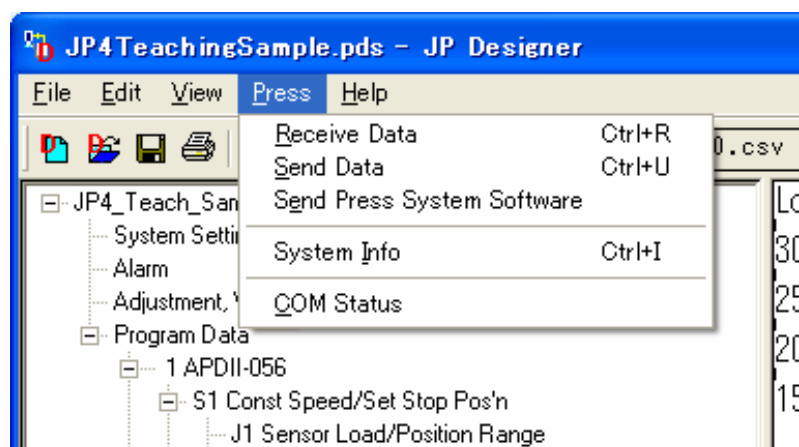 JP4TeachingSample.pds - JP Designer
File Edit View Press Help
Receive Data Ctrl+R
Send Data Ctrl+U
Send Press System Software
System Info Ctrl+I
COM Status
0.csv
JP4_Teach_San
System Settin
Alarm
Adjustment,
Program Data
1 APDII-056
S1 Const Speed/Set Stop Pos'n
J1 Sensor Load/Position Range
Lo
30
25
20
15